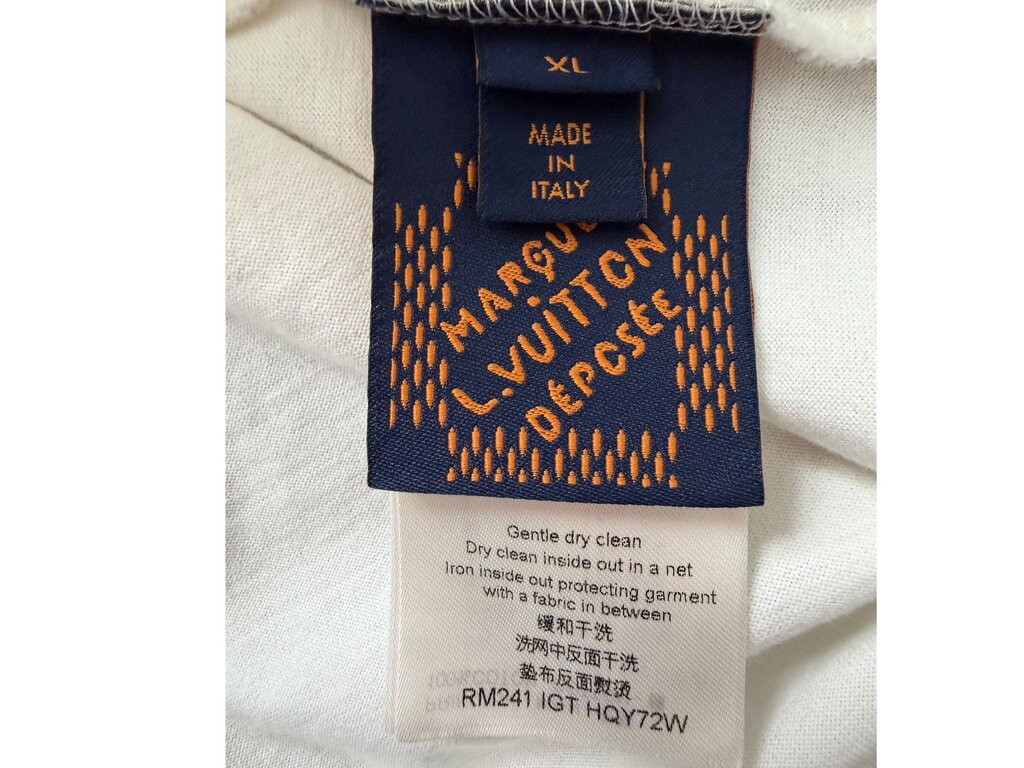 XL
MADE
IN
ITALY
MARQUE
L.VUITTON
DÉPOSÉE
Gentle dry clean
Dry clean inside out in a net
Iron inside out protecting garment
with a fabric in between
缓和干洗
洗网中反面干洗
垫布反面熨烫
RM241 IGT HQY72W